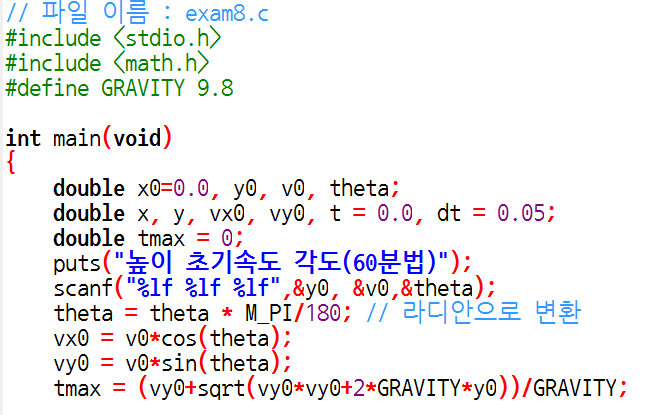 // 파일 이름 : exam8.c
#include <stdio.h>
#include <math.h>
#define GRAVITY 9.8
int main(void)
{
double x0=0.0, y0, v0, theta;
double x, y, vx0, vy0, t = 0.0, dt = 0.05;
double tmax = 0;
puts("높이 초기속도 각도(60분법)");
scanf("%lf %lf %lf",&y0, &v0,&theta);
theta = theta * M_PI/180; // 라디안으로 변환
vx0 = v0*cos(theta);
vy0 = v0*sin(theta);
tmax = (vy0+sqrt(vy0*vy0+2*GRAVITY*y0))/GRAVITY;